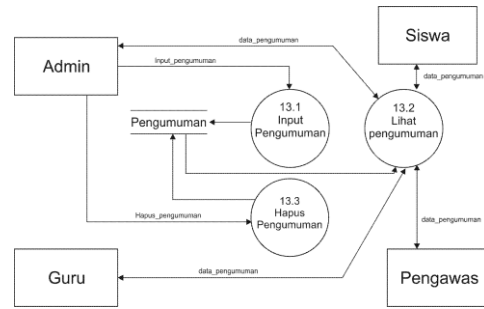 Siswa
data_pengumuman
Admin
Input_pengumuman
data_pengumuman
13.1
Input
Pengumuman
13.2
Lihat
pengumuman
Pengumuman
13.3
Hapus
Pengumuman
Hapus_pengumuman
data_pengumuman
Guru
data_pengumuman
Pengawas